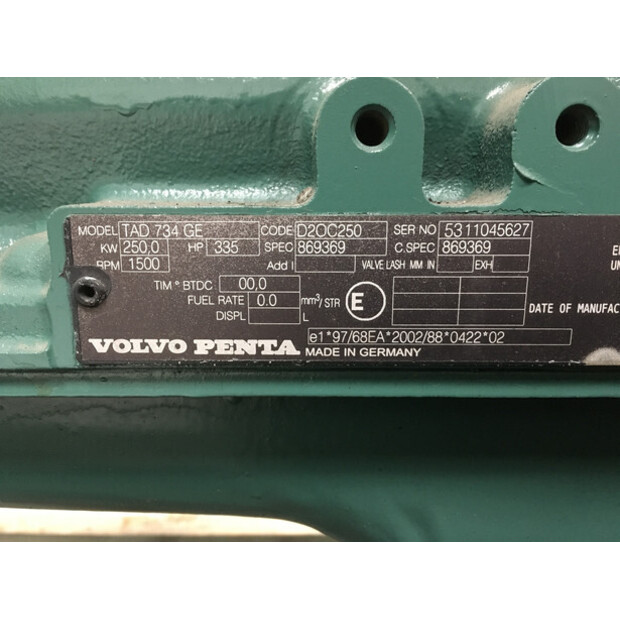 MODEL TAD 734 GE CODE D2OC250 SER NO 5311045627
KW 250,0 HP 335 SPEC 869369 C.SPEC 869369
RPM 1500 Add I VALVE LASH MM IN EXH
TIM ° BTDC 00,0
FUEL RATE 0.0 mm³/STR E
DISPL L
DATE OF MANUFAC
e1*97/68EA*2002/88*0422*02
VOLVO PENTA MADE IN GERMANY